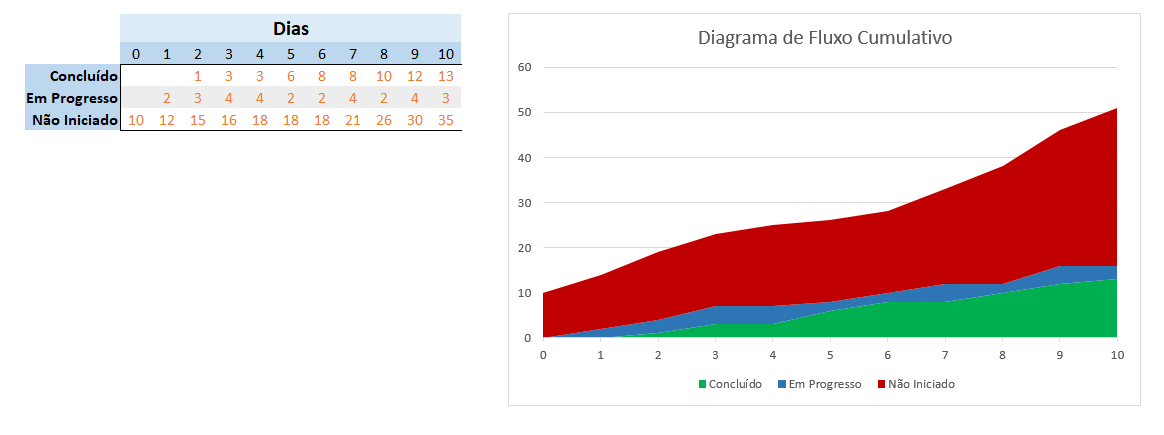 Dias
0 1 2 3 4 5 6 7 8 9 10
Concluído 1 3 3 6 8 8 10 12 13
Em Progresso 2 3 4 4 2 2 4 2 4 3
Não Iniciado 10 12 15 16 18 18 18 21 26 30 35
Diagrama de Fluxo Cumulativo
60
50
40
30
20
10
0
0 1 2 3 4 5 6 7 8 9 10
Concluído Em Progresso Não Iniciado